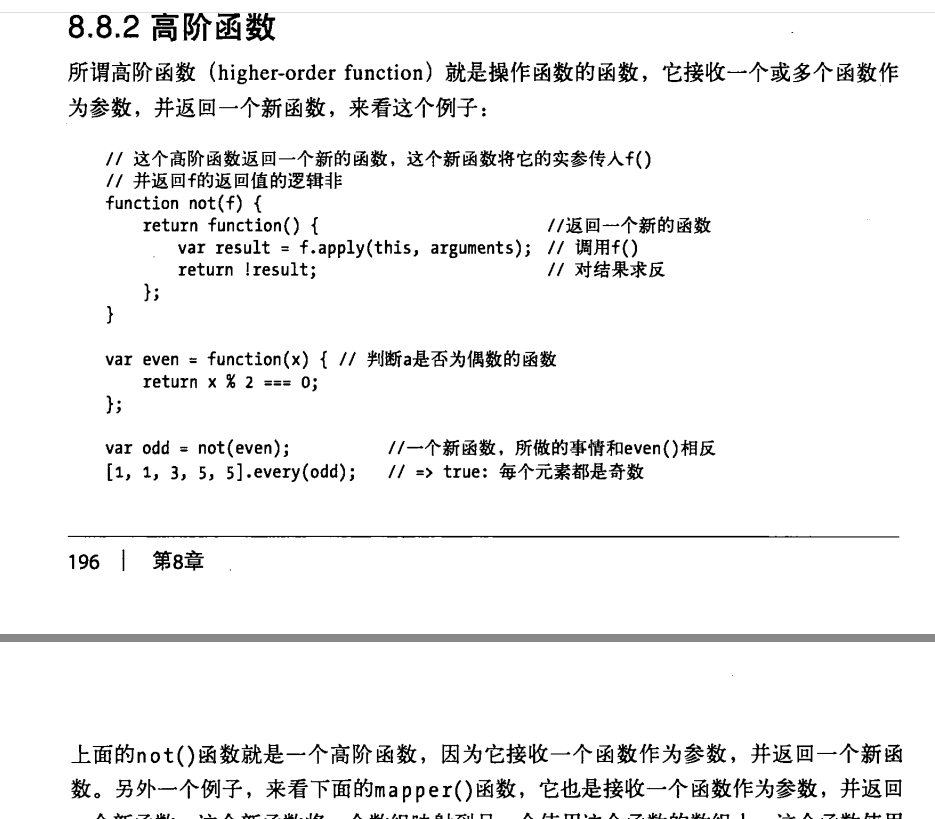 8.8.2 高阶函数
所谓高阶函数（higher-order function）就是操作函数的函数，它接收一个或多个函数作
为参数，并返回一个新函数，来看这个例子：
// 这个高阶函数返回一个新的函数，这个新函数将它的实参传入f()
// 并返回f的返回值的逻辑非
function not(f) {
return function() { //返回一个新的函数
var result = f.apply(this, arguments); // 调用f()
return !result; // 对结果求反
};
}
var even = function(x) { // 判断a是否为偶数的函数
return x % 2 === 0;
};
var odd = not(even); //一个新函数，所做的事情和even()相反
[1, 1, 3, 5, 5].every(odd); // => true: 每个元素都是奇数
196 | 第8章
上面的not()函数就是一个高阶函数，因为它接收一个函数作为参数，并返回一个新函
数。另外一个例子，来看下面的mapper()函数，它也是接收一个函数作为参数，并返回